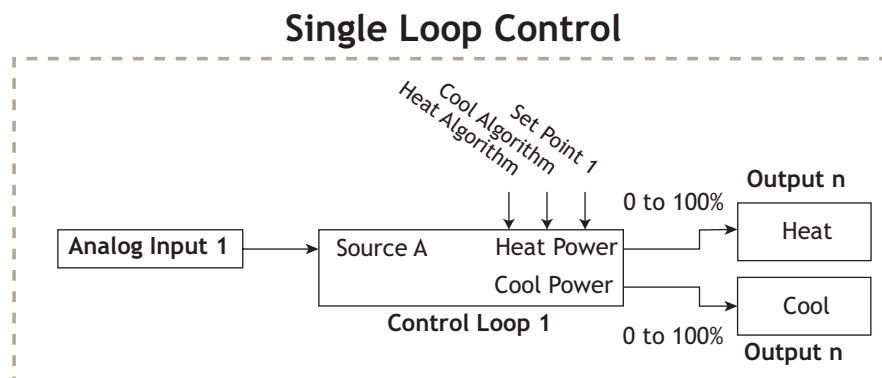 Single Loop Control
Heat Algorithm
Cool Algorithm
Set Point 1
Output n
0 to 100%
Heat
Analog Input 1
Source A
Heat Power
Cool Power
Cool
Control Loop 1
0 to 100%
Output n